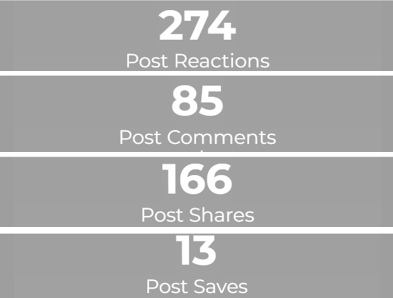 274
Post Reactions
85
Post Comments
166
Post Shares
13
Post Saves